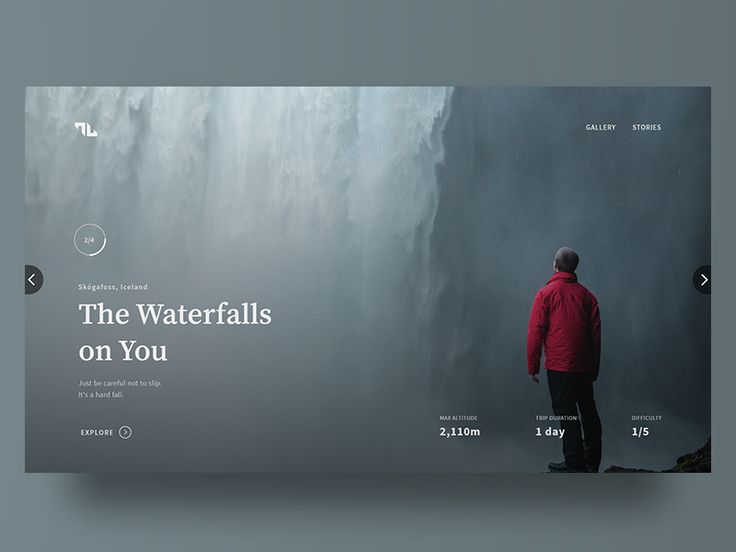 GALLERY STORIES
2/4
Skógafoss, Iceland
The Waterfalls
on You
Just be careful not to slip.
It's a hard fall.
EXPLORE
MAX ALTITUDE TRIP DURATION DIFFICULTY
2,110m 1 day 1/5